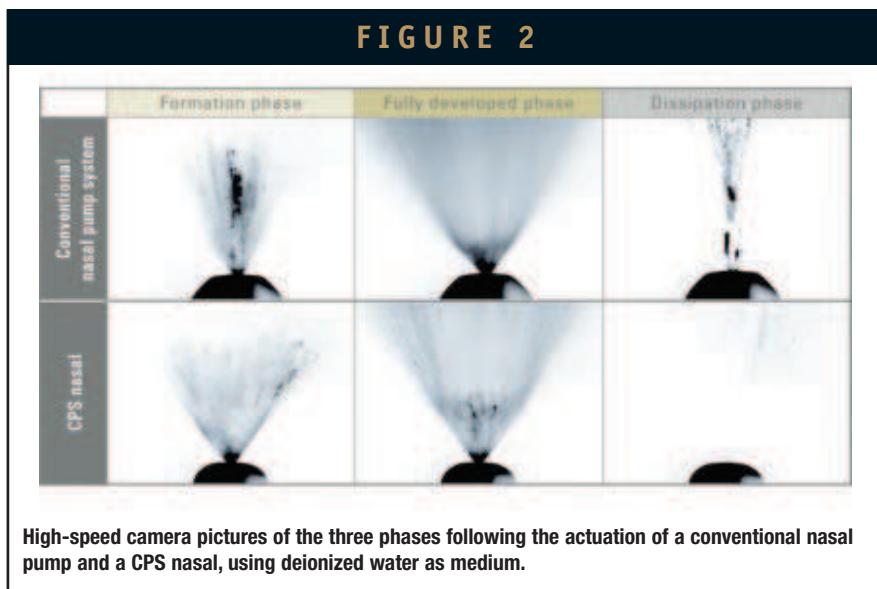 FIGURE 2
Formation phase
Fully developed phase
Dissipation phase
Conventional
nasal pump system
CPS nasal
High-speed camera pictures of the three phases following the actuation of a conventional nasal
pump and a CPS nasal, using deionized water as medium.